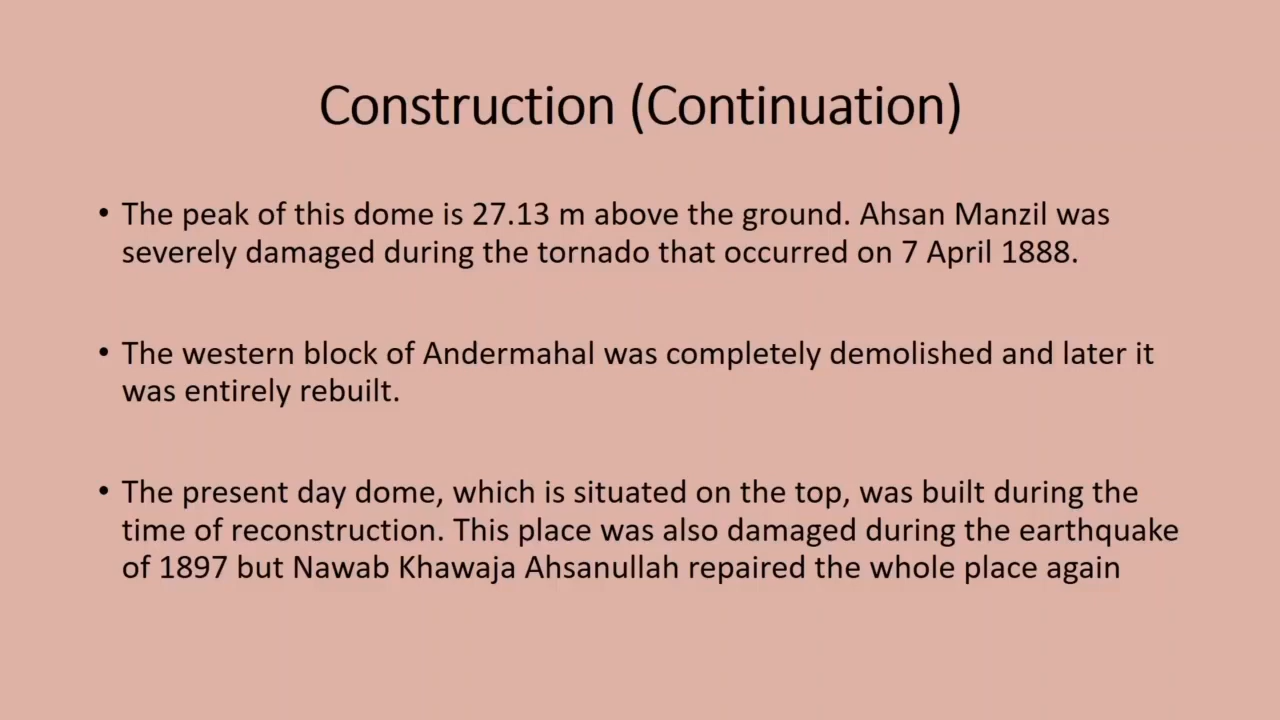 Construction (Continuation)
• The peak of this dome is 27.13 m above the ground. Ahsan Manzil was
severely damaged during the tornado that occurred on 7 April 1888.
• The western block of Andermahal was completely demolished and later it
was entirely rebuilt.
• The present day dome, which is situated on the top, was built during the
time of reconstruction. This place was also damaged during the earthquake
of 1897 but Nawab Khawaja Ahsanullah repaired the whole place again